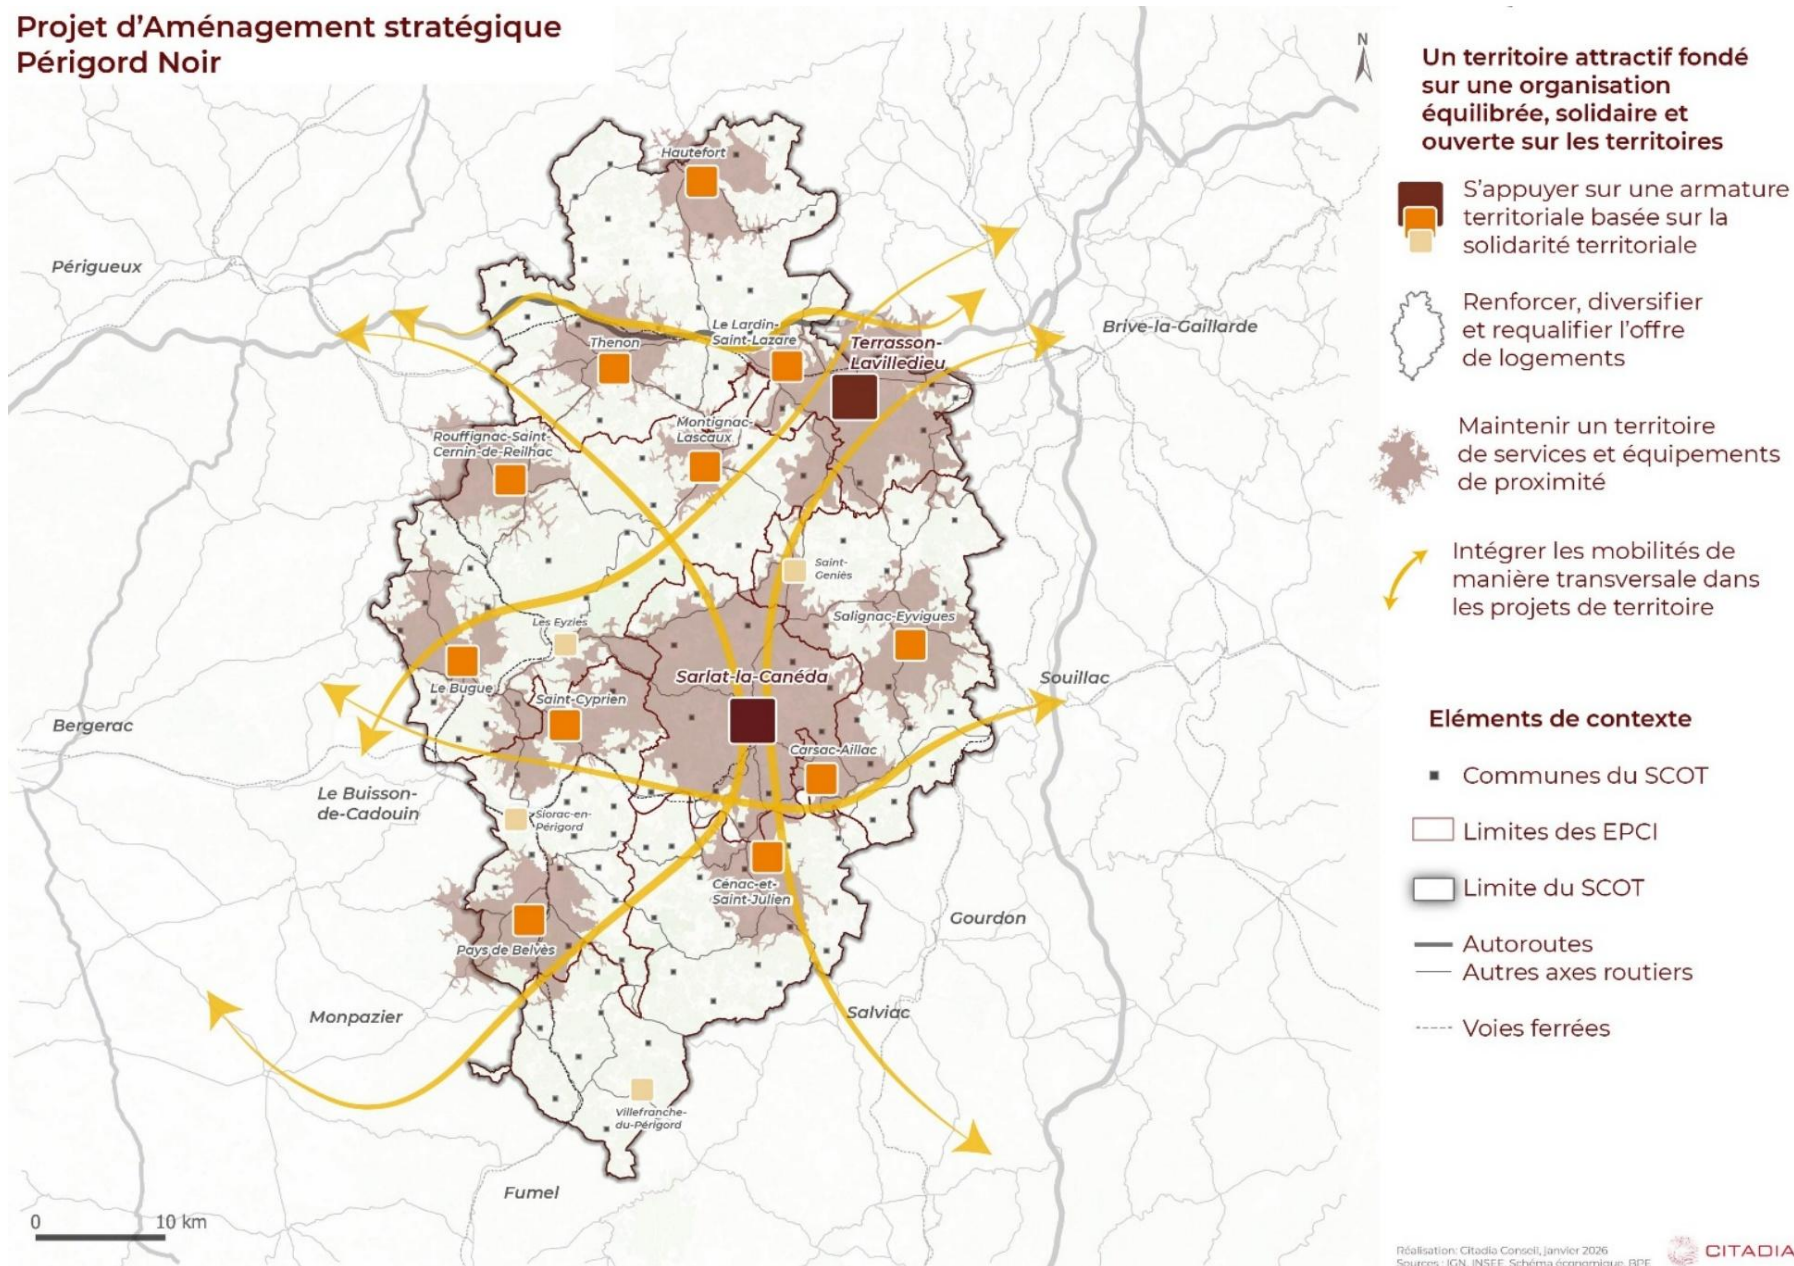 Projet d'Aménagement stratégique
Périgord Noir
N
Hautefort
Périgueux
Le Lardin-
Saint-Lazare
Thenon
Terrasson-
Lavilledieu
Brive-la-Gaillarde
Montignac-
Lascaux
Rouffignac-Saint-
Cernin-de-Reilhac
Saint-
Geniès
Les Eyzies
Salignac-Eyvigues
Le Bugue
Saint-Cyprien
Sarlat-la-Canéda
Souillac
Bergerac
Carsac-Aillac
Le Buisson-
de-Cadouin
Siorac-en-
Périgord
Cénac-et-
Saint-Julien
Gourdon
Pays de Belvès
Monpazier
Salviac
Villefranche-
du-Périgord
Fumel
0 10 km
Un territoire attractif fondé
sur une organisation
équilibrée, solidaire et
ouverte sur les territoires
S'appuyer sur une armature
territoriale basée sur la
solidarité territoriale
Renforcer, diversifier
et requalifier l'offre
de logements
Maintenir un territoire
de services et équipements
de proximité
Intégrer les mobilités de
manière transversale dans
les projets de territoire
Eléments de contexte
Communes du SCOT
Limites des EPCI
Limite du SCOT
Autoroutes
Autres axes routiers
Voies ferrées
Réalisation: Citadia Conseil, janvier 2026
Sources : IGN, INSEE, Schéma économique, BPE
CITADIA